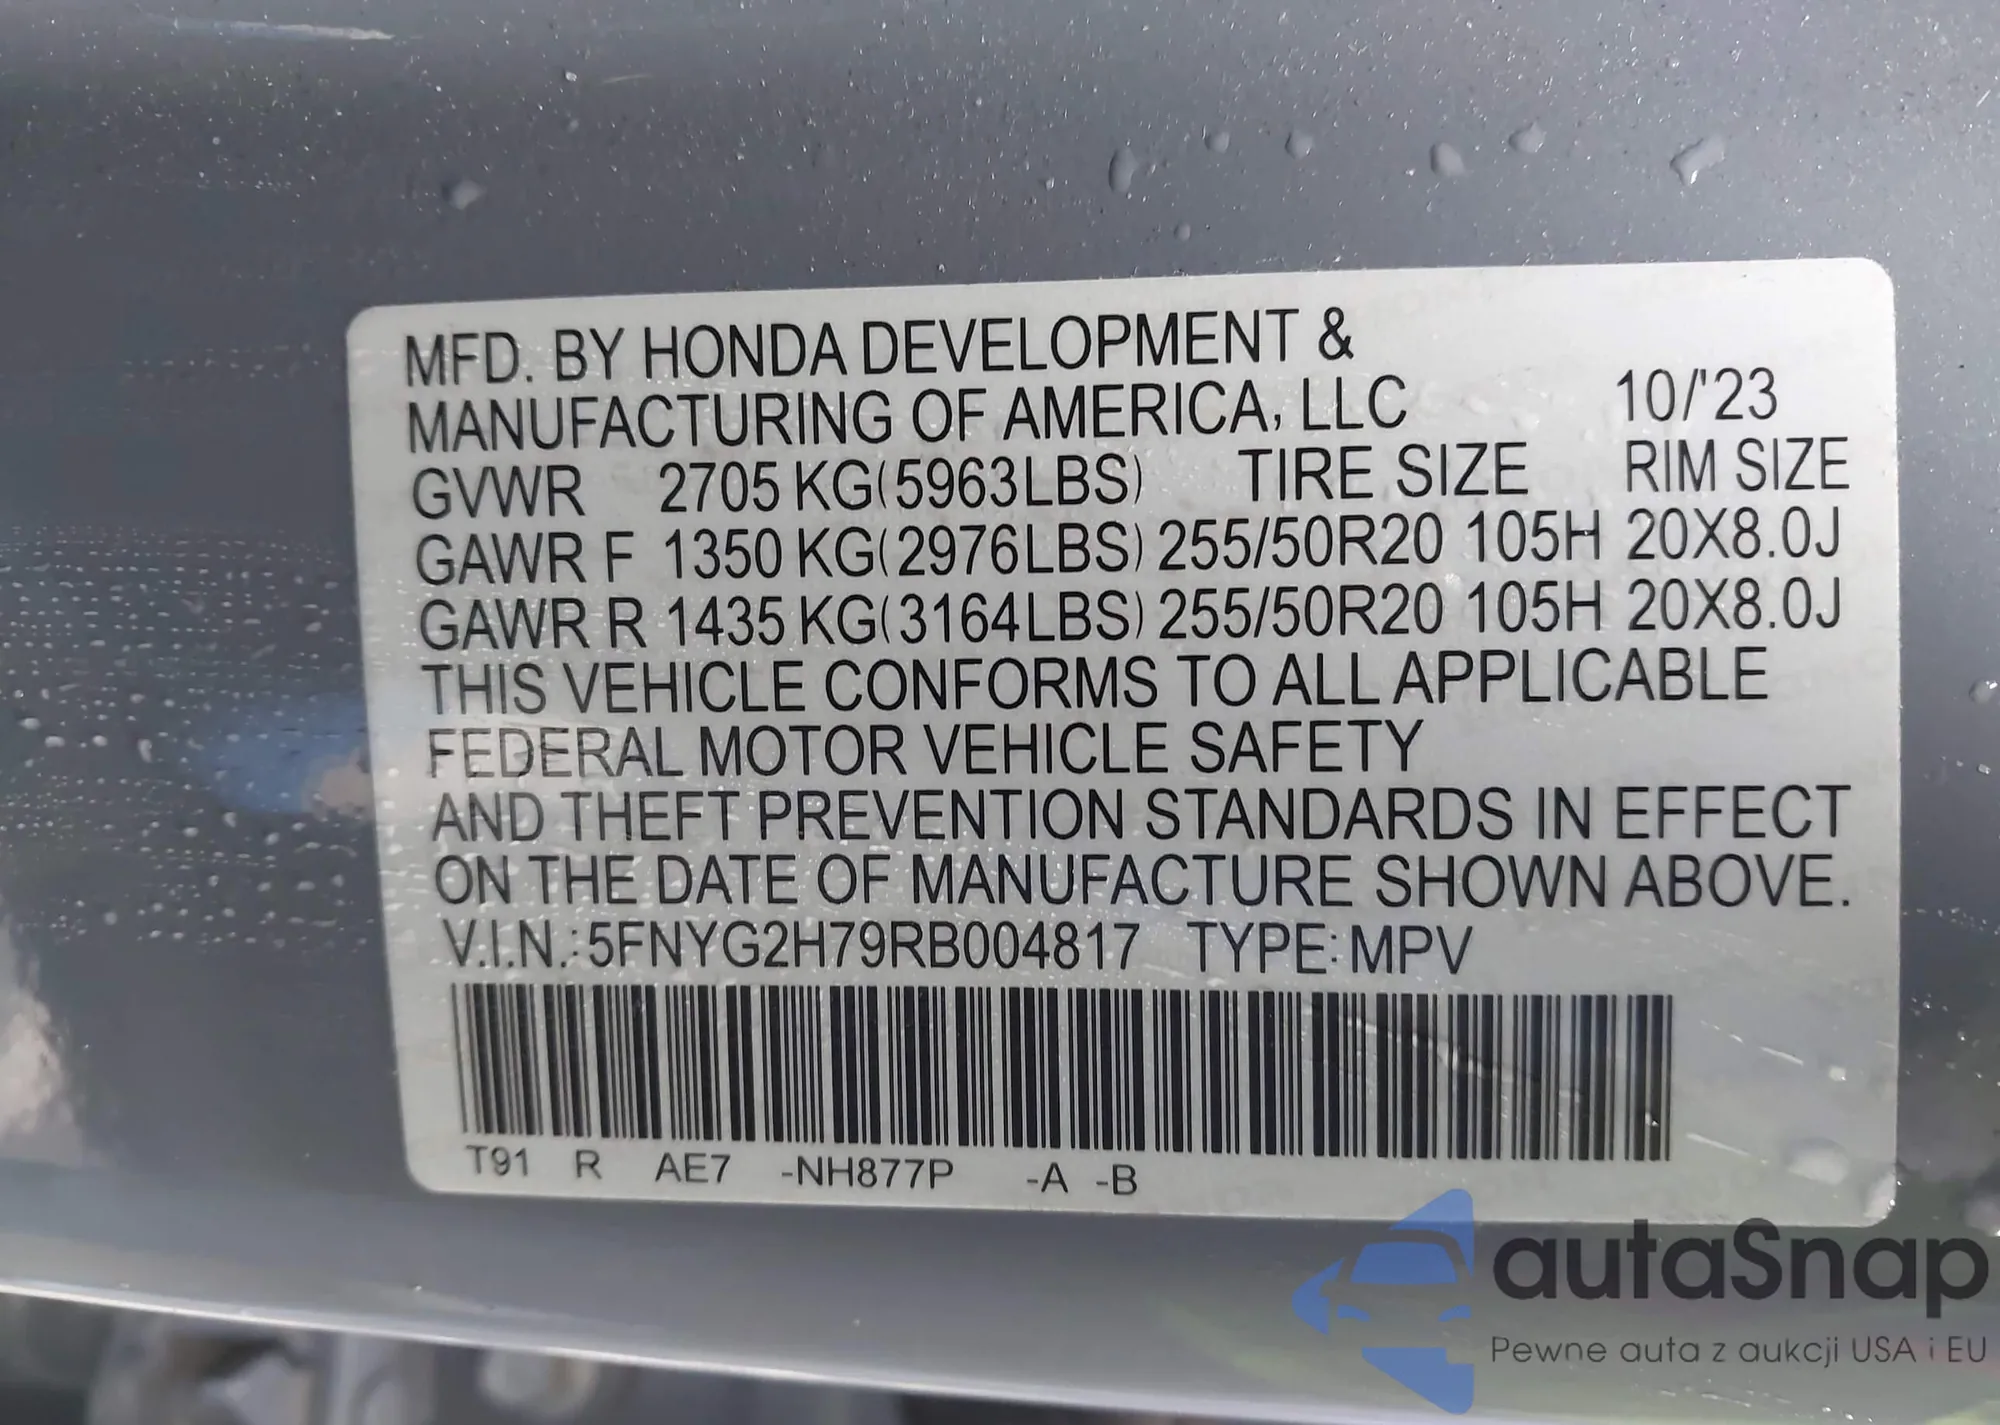 MFD. BY HONDA DEVELOPMENT &
MANUFACTURING OF AMERICA, LLC 10/'23
GVWR 2705 KG(5963LBS) TIRE SIZE RIM SIZE
GAWR F 1350 KG(2976LBS) 255/50R20 105H 20X8.0J
GAWR R 1435 KG(3164LBS) 255/50R20 105H 20X8.0J
THIS VEHICLE CONFORMS TO ALL APPLICABLE
FEDERAL MOTOR VEHICLE SAFETY
AND THEFT PREVENTION STANDARDS IN EFFECT
ON THE DATE OF MANUFACTURE SHOWN ABOVE.
V.I.N.:5FNYG2H79RB004817 TYPE:MPV
T91 R AE7 -NH877P -A -B
autaSnap
Pewne auta z aukcji USA i EU